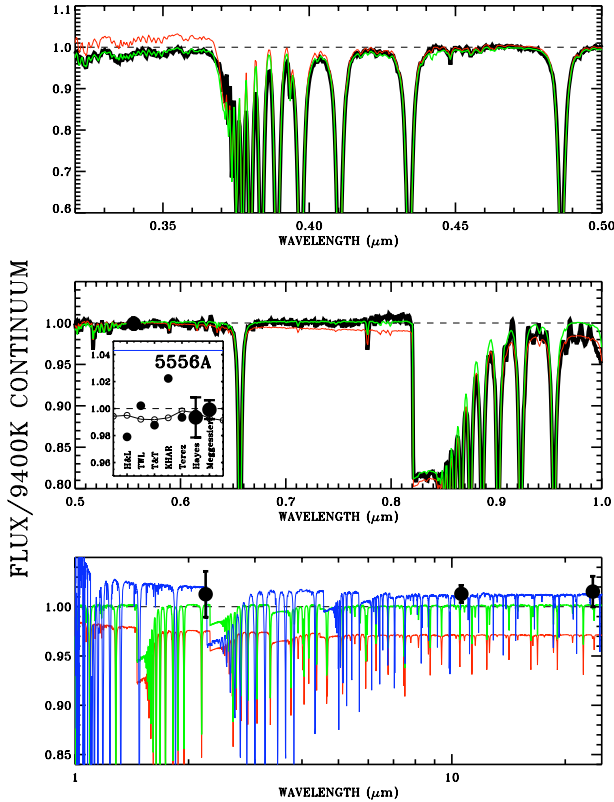 FLUX/9400K CONTINUUM
1.1
1.0
0.9
0.8
0.7
0.6
0.35 0.40 0.45 0.50
WAVELENGTH (μm)
1.00
0.95
0.90
0.85
0.80
5556A
1.04
1.02
1.00
0.98
0.96
H&L
TWL
T&T
KHAR
Terez
Hayes
Megessier
0.5 0.6 0.7 0.8 0.9 1.0
WAVELENGTH (μm)
1.00
0.95
0.90
0.85
1 10
WAVELENGTH (μm)